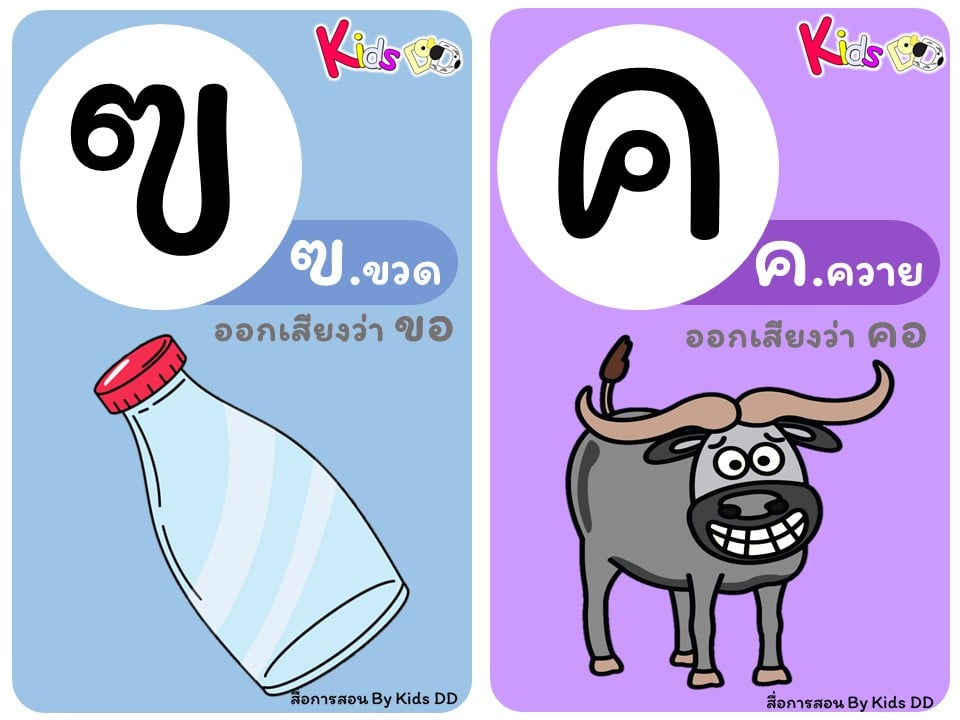 Kids DD
ฃ
ฃ.ขวด
ออกเสียงว่า ขอ
สื่อการสอน By Kids DD
Kids DD
ค
ค.ควาย
ออกเสียงว่า คอ
สื่อการสอน By Kids DD